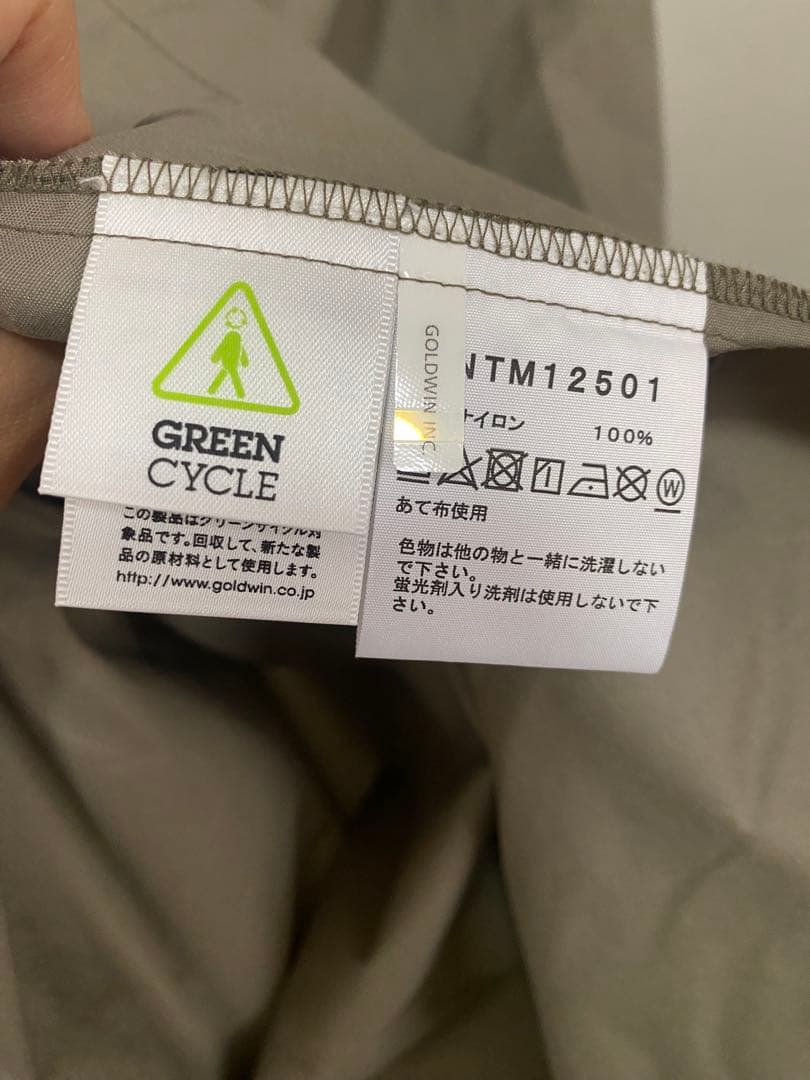 GREEN
CYCLE
この製品はグリーンサイクル対
象品です。回収して、新たな製
品の原材料として使用します。
http://www.goldwin.co.jp
GOLDWIN INC
NTM12501
ナイロン 100%
W
あて布使用
色物は他の物と一緒に洗濯しない
で下さい。
蛍光剤入り洗剤は使用しないで下
さい。